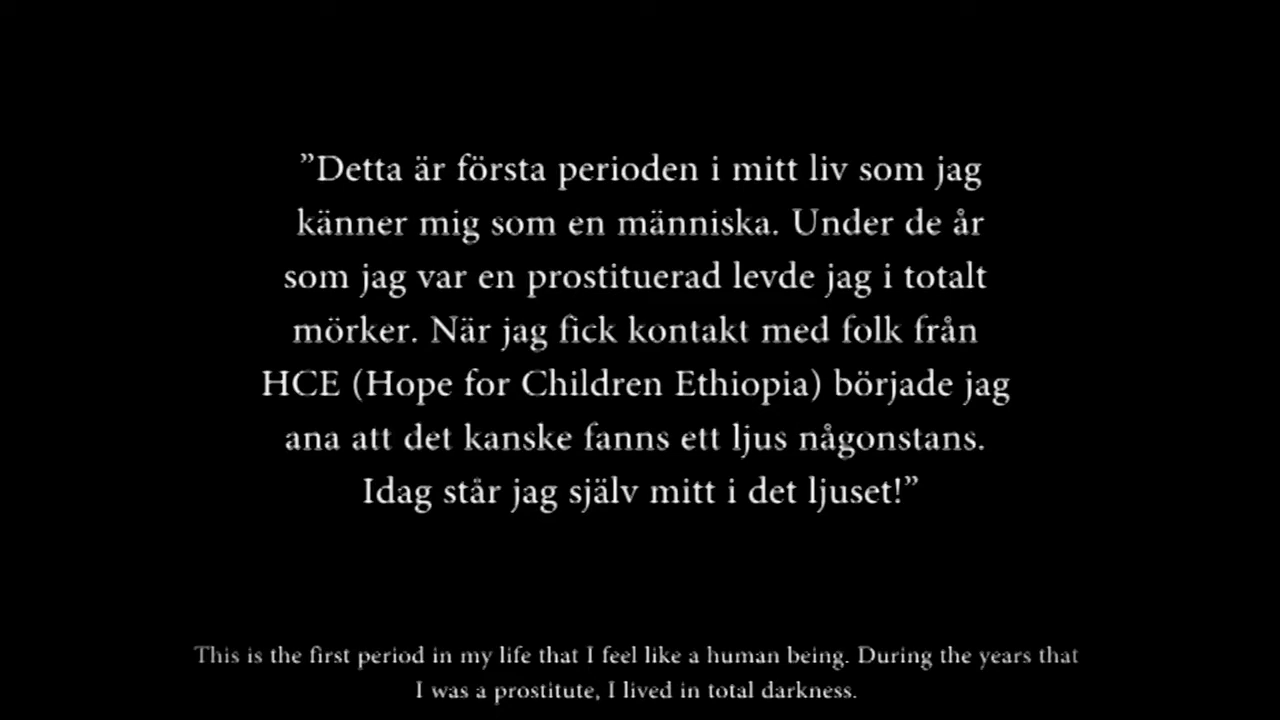 ”Detta är första perioden i mitt liv som jag
känner mig som en människa. Under de år
som jag var en prostituerad levde jag i totalt
mörker. När jag fick kontakt med folk från
HCE (Hope for Children Ethiopia) började jag
ana att det kanske fanns ett ljus någonstans.
Idag står jag själv mitt i det ljuset!”
This is the first period in my life that I feel like a human being. During the years that
I was a prostitute, I lived in total darkness.